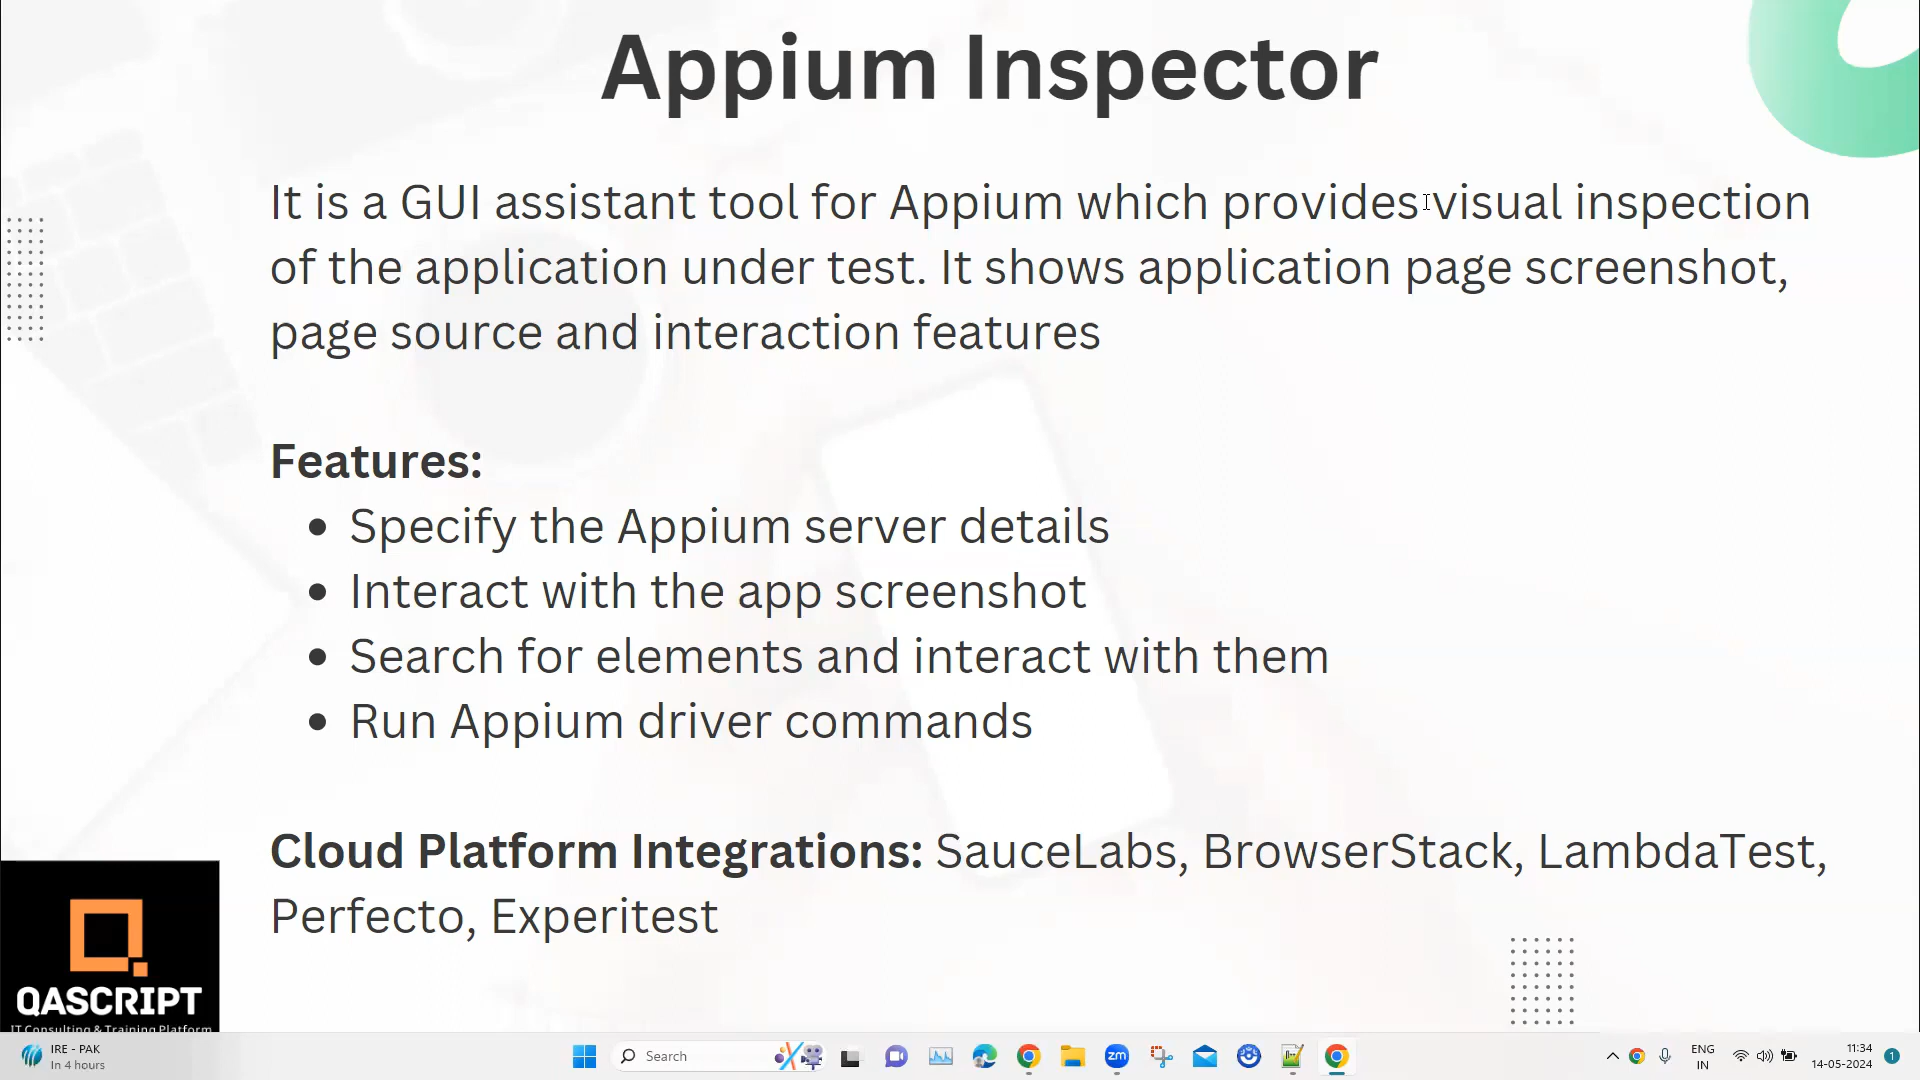 Appium Inspector
It is a GUI assistant tool for Appium which provides visual inspection
of the application under test. It shows application page screenshot,
page source and interaction features
Features:
• Specify the Appium server details
• Interact with the app screenshot
• Search for elements and interact with them
• Run Appium driver commands
Cloud Platform Integrations: SauceLabs, BrowserStack, LambdaTest,
Perfecto, Experitest
QASCRIPT
IT Consulting & Training Platform
IRE - PAK
In 4 hours
Search
zm
ENG
IN
11:34
14-05-2024
1